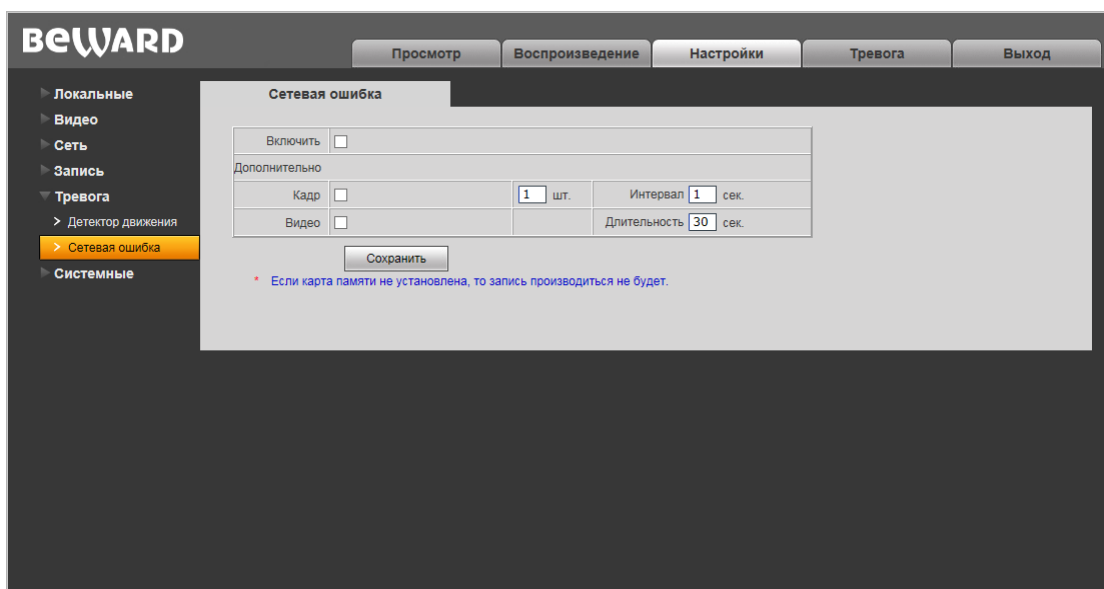 BEWARD
Просмотр Воспроизведение Настройки Тревога Выход
Локальные
Видео
Сеть
Запись
Тревога
> Детектор движения
> Сетевая ошибка
Системные
Сетевая ошибка
Включить
Дополнительно
Кадр 1 шт. Интервал 1 сек.
Видео Длительность 30 сек.
Сохранить
* Если карта памяти не установлена, то запись производиться не будет.